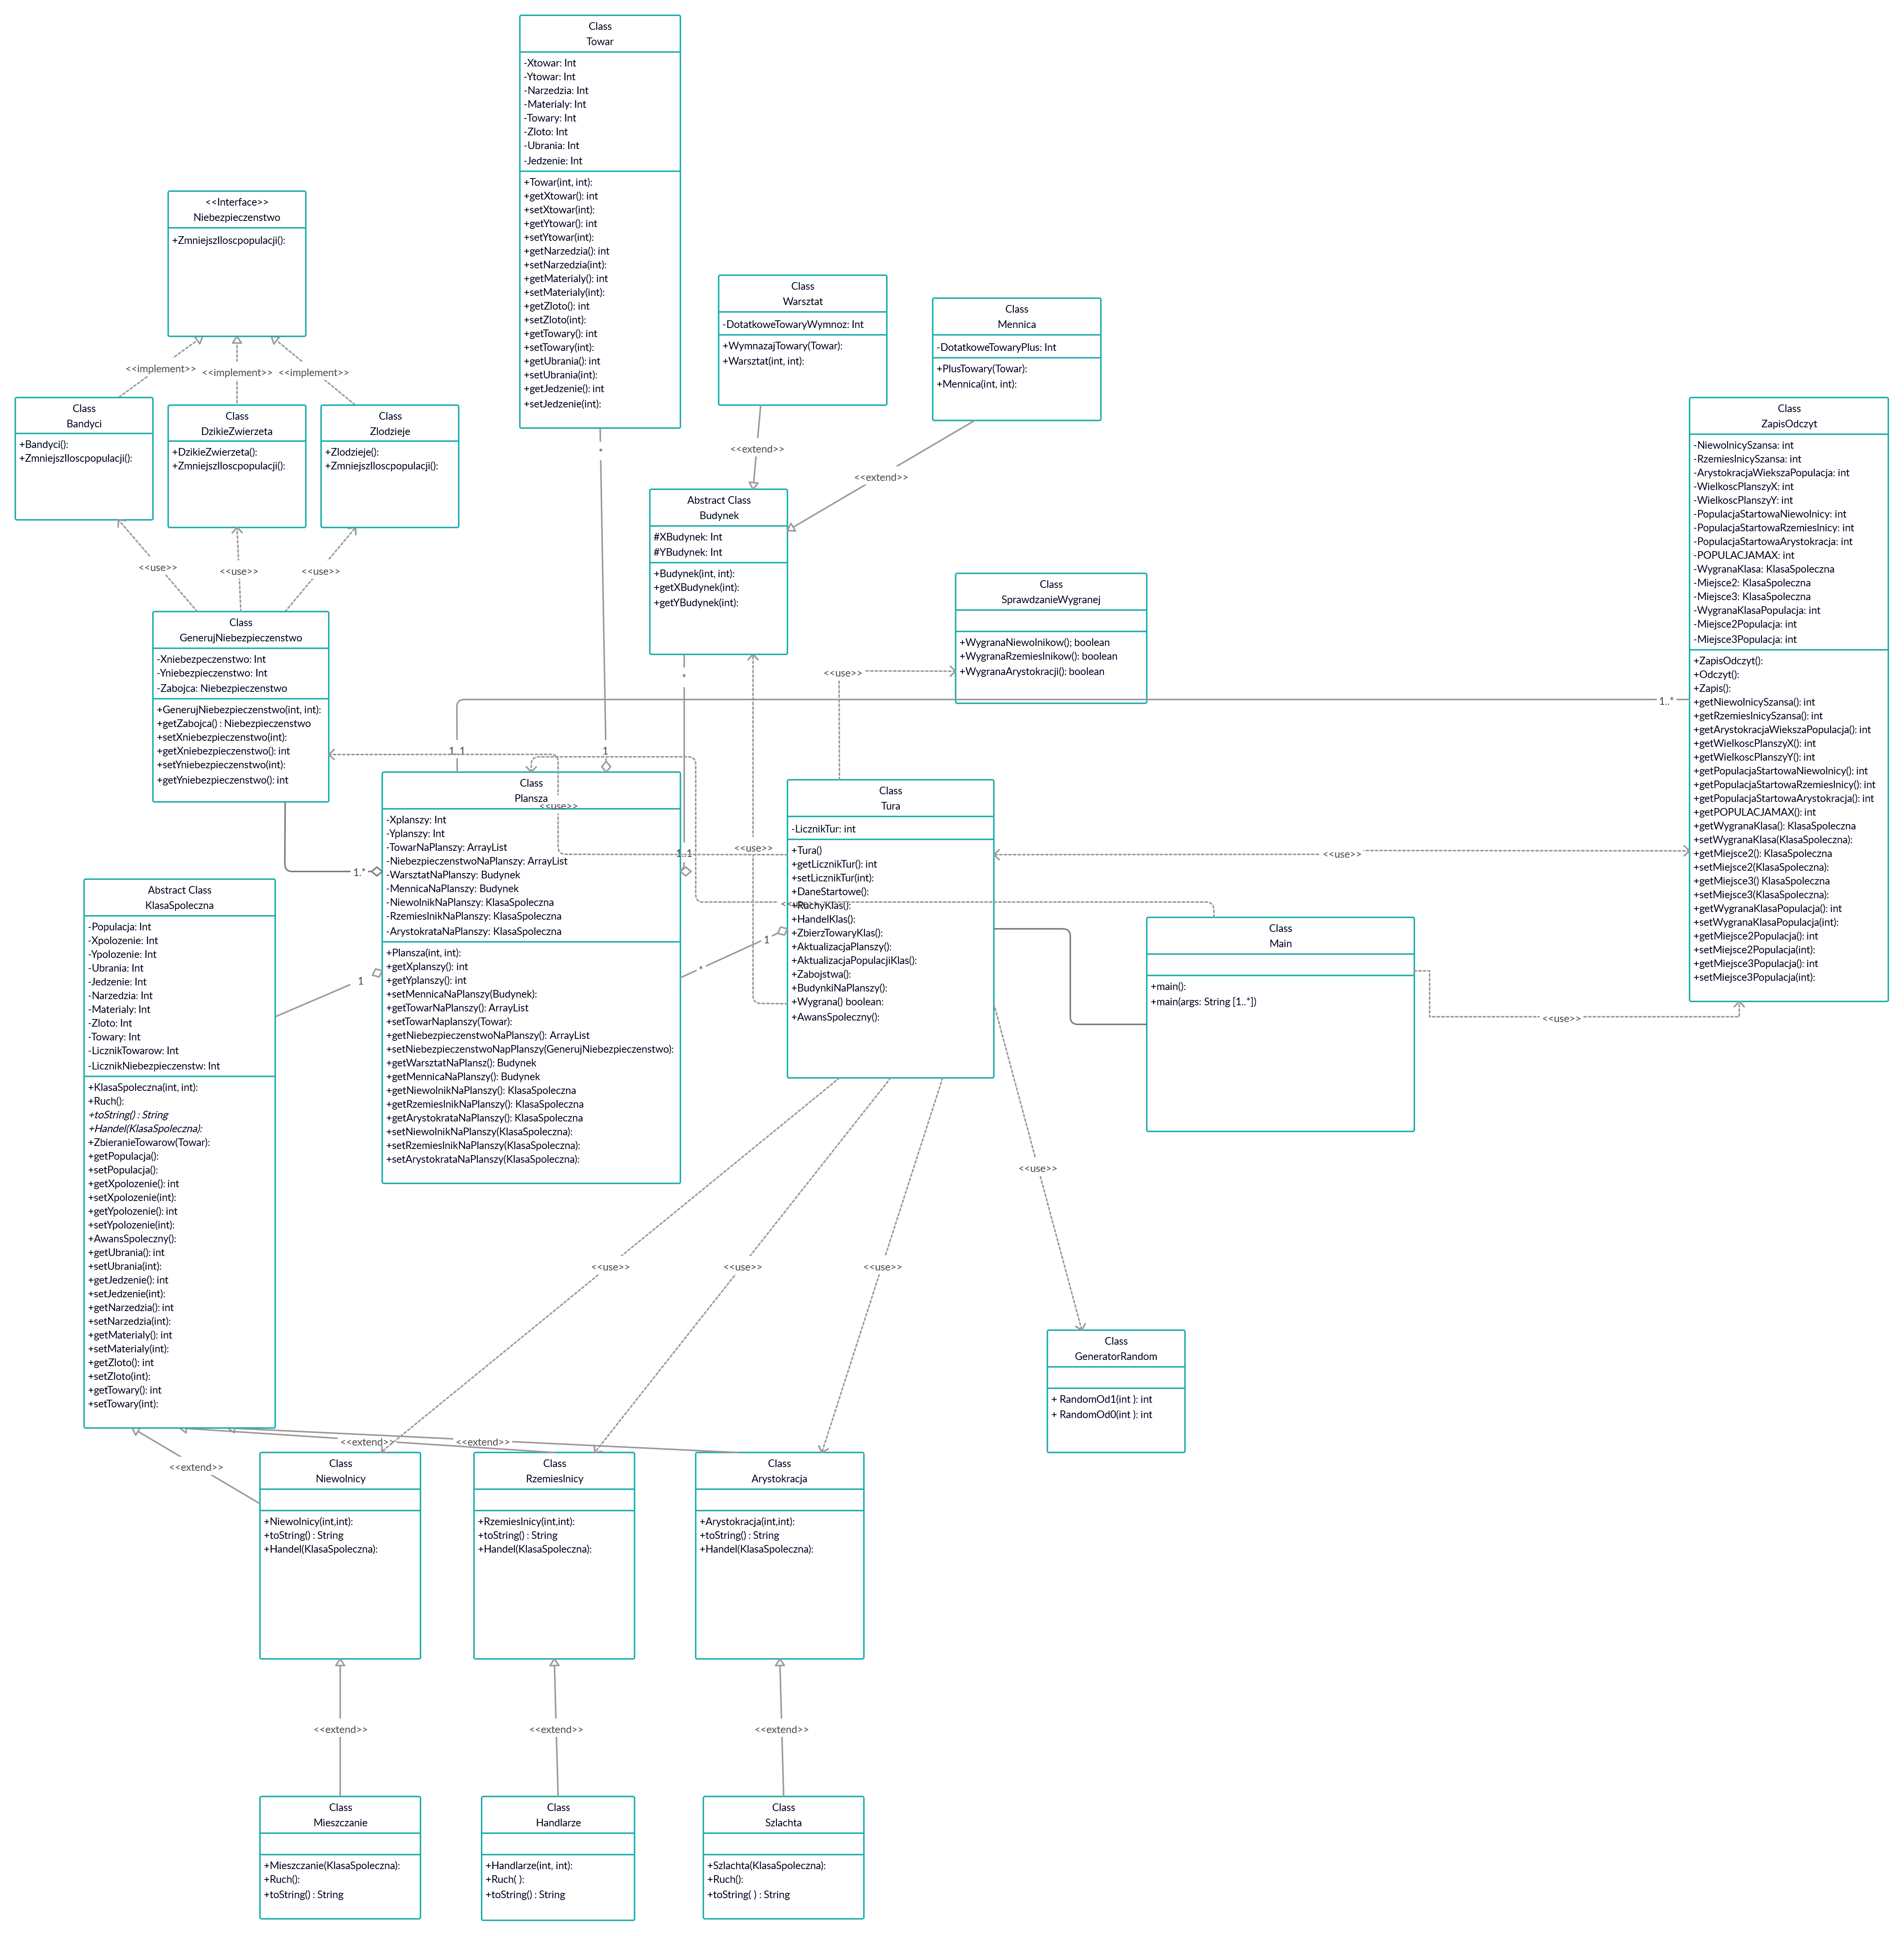 Class
Towar
-Xtowar: Int
-Ytowar: Int
-Narzedzia: Int
-Materialy: Int
-Towary: Int
-Zloto: Int
-Ubrania: Int
-Jedzenie: Int
+Towar(int, int):
+getXtowar(): int
+setXtowar(int):
+getYtowar(): int
+setYtowar(int):
+getNarzedzia(): int
+setNarzedzia(int):
+getMaterialy(): int
+setMaterialy(int):
+getZloto(): int
+setZloto(int):
+getTowary(): int
+setTowary(int):
+getUbrania(): int
+setUbrania(int):
+getJedzenie(): int
+setJedzenie(int):
<<Interface>>
Niebezpieczenstwo
+ZmniejszIloscpopulacji():
<<implement>>
<<implement>>
<<implement>>
Class
Bandyci
+Bandyci():
+ZmniejszIloscpopulacji():
Class
DzikieZwierzeta
+DzikieZwierzeta():
+ZmniejszIloscpopulacji():
Class
Zlodzieje
+Zlodzieje():
+ZmniejszIloscpopulacji():
<<use>>
<<use>>
<<use>>
Class
GenerujNiebezpieczenstwo
-Xniebezpeczenstwo: Int
-Yniebezpieczenstwo: Int
-Zabojca: Niebezpieczenstwo
+GenerujNiebezpieczenstwo(int, int):
+getZabojca() : Niebezpieczenstwo
+setXniebezpieczenstwo(int):
+getXniebezpieczenstwo(): int
+setYniebezpieczenstwo(int):
+getYniebezpieczenstwo(): int
Class
Warsztat
-DotatkoweTowaryWymnoz: Int
+WymnazajTowary(Towar):
+Warsztat(int, int):
Class
Mennica
-DotatkoweTowaryPlus: Int
+PlusTowary(Towar):
+Mennica(int, int):
<<extend>>
<<extend>>
Abstract Class
Budynek
#XBudynek: Int
#YBudynek: Int
+Budynek(int, int):
+getXBudynek(int):
+getYBudynek(int):
Class
SprawdzanieWygranej
+WygranaNiewolnikow(); boolean
+WygranaRzemieslnikow(): boolean
+WygranaArystokracji(): boolean
Class
ZapisOdczyt
-NiewolnicySzansa: int
-RzemieslnicySzansa: int
-ArystokracjaWiekszaPopulacja: int
-WielkoscPlanszyX: int
-WielkoscPlanszyY: int
-PopulacjaStartowaNiewolnicy: int
-PopulacjaStartowaRzemieslnicy: int
-PopulacjaStartowaArystokracja: int
-POPULACJAMAX: int
-WygranaKlasa: KlasaSpoleczna
-Miejsce2: KlasaSpoleczna
-Miejsce3: KlasaSpoleczna
-WygranaKlasaPopulacja: int
-Miejsce2Populacja: int
-Miejsce3Populacja: int
+ZapisOdczyt():
+Odczyt():
+Zapis():
+getNiewolnicySzansa(): int
+getRzemieslnicySzansa(): int
+getArystokracjaWiekszaPopulacja(): int
+getWielkoscPlanszyX(): int
+getWielkoscPlanszyY(): int
+getPopulacjaStartowaNiewolnicy(): int
+getPopulacjaStartowaRzemieslnicy(): int
+getPopulacjaStartowaArystokracja(): int
+getPOPULACJAMAX(): int
+getWygranaKlasa(): KlasaSpoleczna
+setWygranaKlasa(KlasaSpoleczna):
+getMiejsce2(): KlasaSpoleczna
+setMiejsce2(KlasaSpoleczna):
+getMiejsce3() KlasaSpoleczna
+setMiejsce3(KlasaSpoleczna):
+getWygranaKlasaPopulacja(): int
+setWygranaKlasaPopulacja(int):
+getMiejsce2Populacja(): int
+setMiejsce2Populacja(int):
+getMiejsce3Populacja(): int
+setMiejsce3Populacja(int):
*
1
*
1..1
<<use>>
1..*
1..1
<<use>>
<<use>>
<<use>>
1..*
<<use>>
1
*
1
<<use>>
Class
Plansza
-Xplanszy: Int
-Yplanszy: Int
-TowarNaPlanszy: ArrayList
-NiebezpieczenstwoNaPlanszy: ArrayList
-WarsztatNaPlanszy: Budynek
-MennicaNaPlanszy: Budynek
-NiewolnikNaPlanszy: KlasaSpoleczna
-RzemieslnikNaPlanszy: KlasaSpoleczna
-ArystokrataNaPlanszy: KlasaSpoleczna
+Plansza(int, int):
+getXplanszy(): int
+getYplanszy(): int
+setMennicaNaPlanszy(Budynek):
+getTowarNaPlanszy(): ArrayList
+setTowarNaplanszy(Towar):
+getNiebezpieczenstwoNaPlanszy(): ArrayList
+setNiebezpieczenstwoNapPlanszy(GenerujNiebezpieczenstwo):
+getWarsztatNaPlansz(): Budynek
+getMennicaNaPlanszy(): Budynek
+getNiewolnikNaPlanszy(): KlasaSpoleczna
+getRzemieslnikNaPlanszy(): KlasaSpoleczna
+getArystokrataNaPlanszy(): KlasaSpoleczna
+setNiewolnikNaPlanszy(KlasaSpoleczna):
+setRzemieslnikNaPlanszy(KlasaSpoleczna):
+setArystokrataNaPlanszy(KlasaSpoleczna):
Class
Tura
-LicznikTur: int
+Tura()
+getLicznikTur(): int
+setLicznikTur(int):
+DaneStartowe():
+RuchyKlas():
+HandelKlas():
+ZbierzTowaryKlas():
+AktualizacjaPlanszy():
+AktualizacjaPopulacjiKlas():
+Zabojstwa():
+BudynkiNaPlanszy():
+Wygrana() boolean:
+AwansSpoleczny():
Class
Main
+main():
+main(args: String [1..*])
<<use>>
Abstract Class
KlasaSpoleczna
-Populacja: Int
-Xpolozenie: Int
-Ypolozenie: Int
-Ubrania: Int
-Jedzenie: Int
-Narzedzia: Int
-Materialy: Int
-Zloto: Int
-Towary: Int
-LicznikTowarow: Int
-LicznikNiebezpieczenstw: Int
+KlasaSpoleczna(int, int):
+Ruch():
+toString() : String
+Handel(KlasaSpoleczna):
+ZbieranieTowarow(Towar):
+getPopulacja():
+setPopulacja():
+getXpolozenie(): int
+setXpolozenie(int):
+getYpolozenie(): int
+setYpolozenie(int):
+AwansSpoleczny():
+getUbrania(): int
+setUbrania(int):
+getJedzenie(): int
+setJedzenie(int):
+getNarzedzia(): int
+setNarzedzia(int):
+getMaterialy(): int
+setMaterialy(int):
+getZloto(): int
+setZloto(int):
+getTowary(): int
+setTowary(int):
<<use>>
<<use>>
<<use>>
<<use>>
Class
GeneratorRandom
+ RandomOd1(int ): int
+ RandomOd0(int ): int
<<extend>>
<<extend>>
<<extend>>
Class
Niewolnicy
+Niewolnicy(int,int):
+toString() : String
+Handel(KlasaSpoleczna):
Class
Rzemieslnicy
+Rzemieslnicy(int,int):
+toString() : String
+Handel(KlasaSpoleczna):
Class
Arystokracja
+Arystokracja(int,int):
+toString() : String
+Handel(KlasaSpoleczna):
<<extend>>
<<extend>>
<<extend>>
Class
Mieszczanie
+Mieszczanie(KlasaSpoleczna):
+Ruch():
+toString() : String
Class
Handlarze
+Handlarze(int, int):
+Ruch( ):
+toString() : String
Class
Szlachta
+Szlachta(KlasaSpoleczna):
+Ruch():
+toString( ) : String